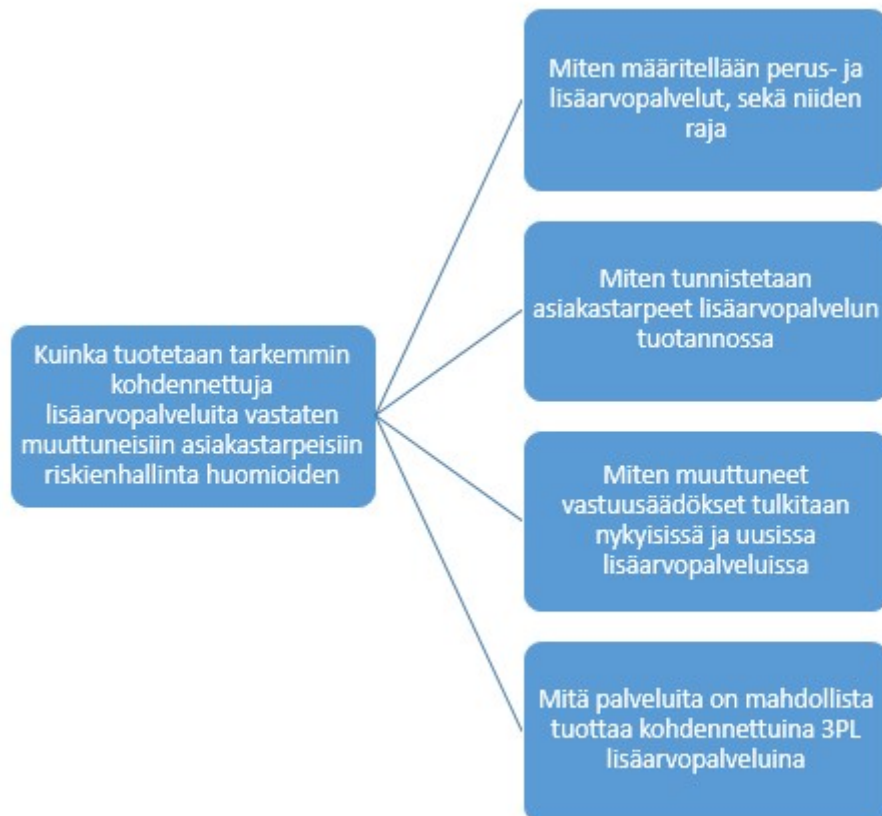 Miten määritellään perus- ja
lisäarvopalvelut, sekä niiden
raja
Miten tunnistetaan
asiakastarpeet lisäarvopalvelun
tuotannossa
Kuinka tuotetaan tarkemmin
kohdennettuja
lisäarvopalveluita vastaten
muuttuneisiin asiakastarpeisiin
riskienhallinta huomioiden
Miten muuttuneet
vastuusäädökset tulkitaan
nykyisissä ja uusissa
lisäarvopalveluissa
Mitä palveluita on mahdollista
tuottaa kohdennettuina 3PL
lisäarvopalveluina